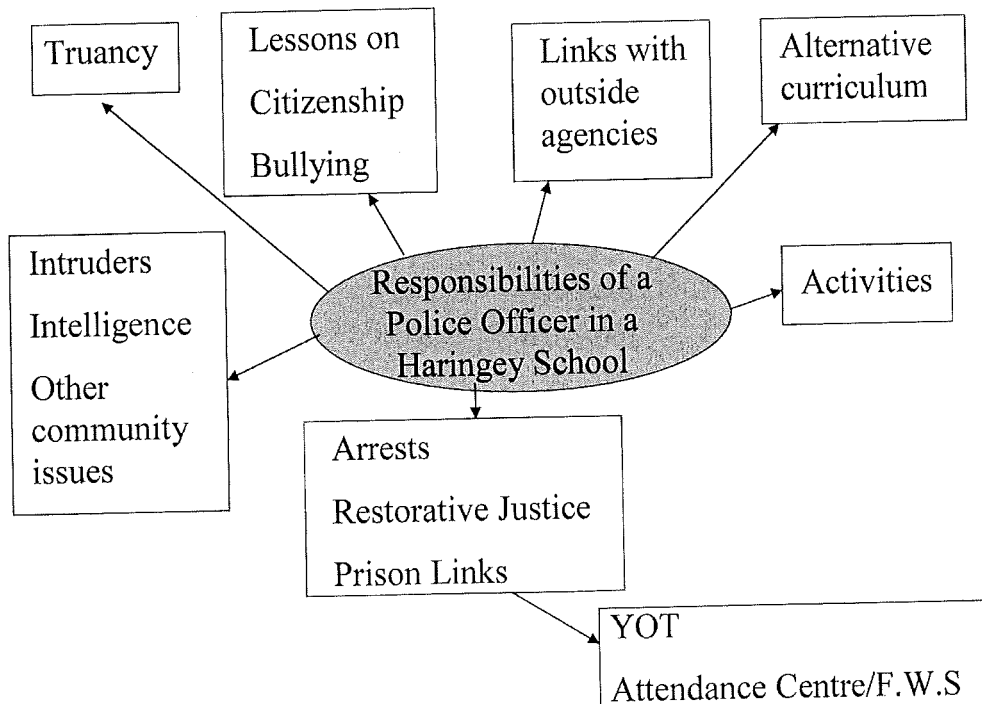 Truancy
Lessons on
Citizenship
Bullying
Links with
outside
agencies
Alternative
curriculum
Intruders
Intelligence
Other
community
issues
Responsibilities of a
Police Officer in a
Haringey School
Activities
Arrests
Restorative Justice
Prison Links
YOT
Attendance Centre/F.W.S